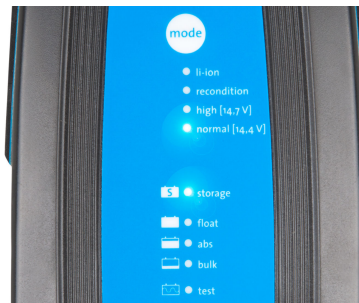 mode
li-ion
recondition
high [14.7 V]
normal [14.4 V]
S storage
float
abs
bulk
test